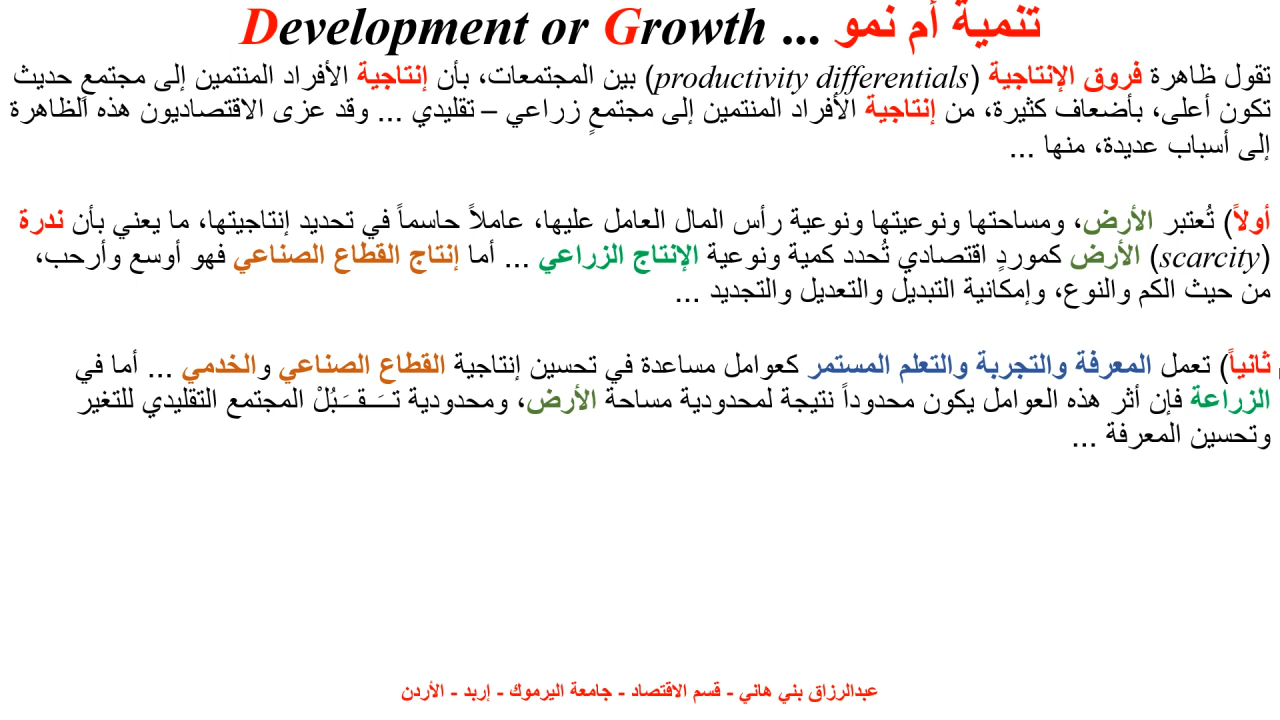 تنمية أم نمو ... Development or Growth
تقول ظاهرة فروق الإنتاجية (productivity differentials) بين المجتمعات، بأن إنتاجية الأفراد المنتمين إلى مجتمعٍ حديث
تكون أعلى، بأضعاف كثيرة، من إنتاجية الأفراد المنتمين إلى مجتمعٍ زراعي – تقليدي ... وقد عزى الاقتصاديون هذه الظاهرة
إلى أسباب عديدة، منها ...
أولاً) تُعتبر الأرض، ومساحتها ونوعيتها ونوعية رأس المال العامل عليها، عاملاً حاسماً في تحديد إنتاجيتها، ما يعني بأن ندرة
(scarcity) الأرض كموردٍ اقتصادي تُحدد كمية ونوعية الإنتاج الزراعي ... أما إنتاج القطاع الصناعي فهو أوسع وأرحب،
من حيث الكم والنوع، وإمكانية التبديل والتعديل والتجديد ...
ثانياً) تعمل المعرفة والتجربة والتعلم المستمر كعوامل مساعدة في تحسين إنتاجية القطاع الصناعي والخدمي ... أما في
الزراعة فإن أثر هذه العوامل يكون محدوداً نتيجة لمحدودية مساحة الأرض، ومحدودية تـَـقـَـبُلْ المجتمع التقليدي للتغير
وتحسين المعرفة ...
عبدالرزاق بني هاني - قسم الاقتصاد - جامعة اليرموك - إربد - الأردن